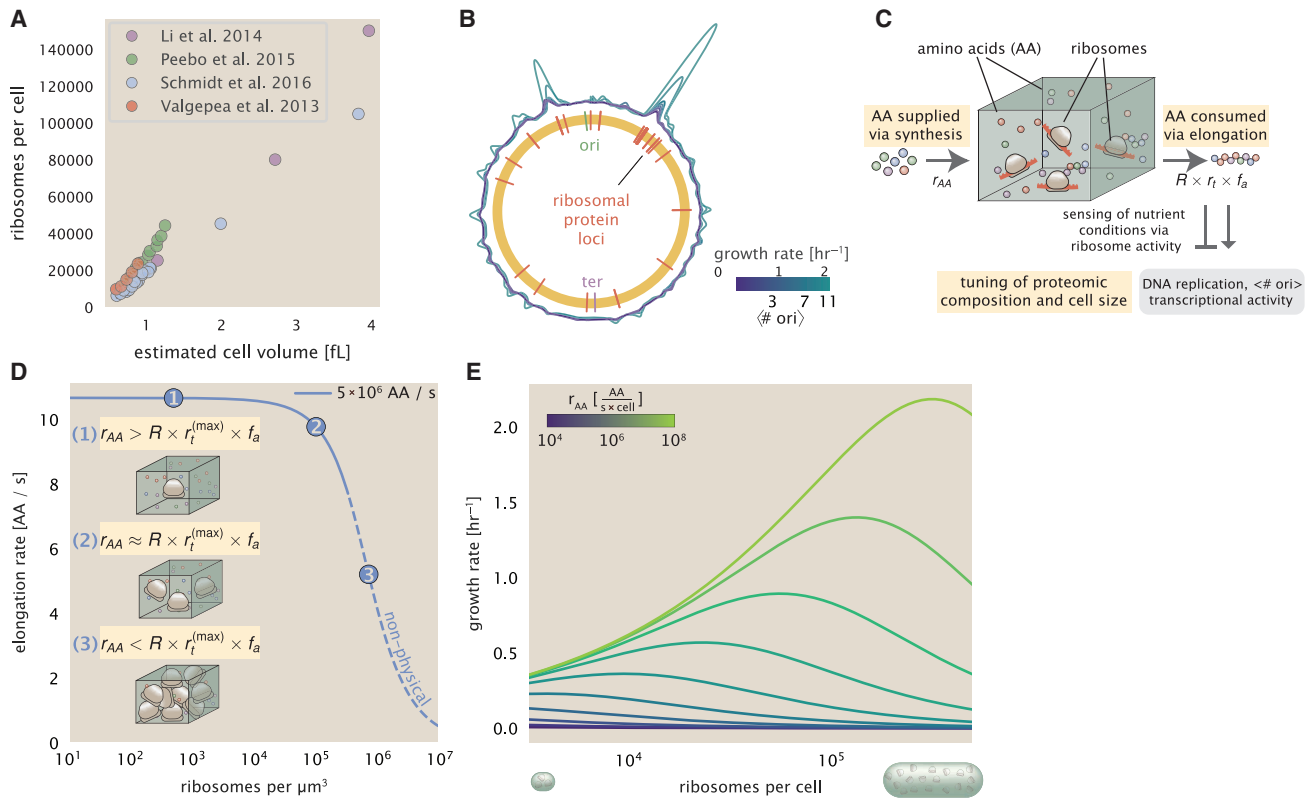 A
Li et al. 2014
Peebo et al. 2015
Schmidt et al. 2016
Valgepea et al. 2013
140000
120000
100000
80000
60000
40000
20000
0
ribosomes per cell
1
2
3
4
estimated cell volume [fL]
B
ori
ribosomal
protein
loci
ter
growth rate [hr⁻¹]
0
1
2
3
7
11
⟨# ori⟩
C
amino acids (AA)
ribosomes
AA supplied
via synthesis
r_AA
AA consumed
via elongation
R × r_t × f_a
sensing of nutrient
conditions via
ribosome activity
tuning of proteomic
composition and cell size
DNA replication, <# ori>
transcriptional activity
D
5×10⁶ AA / s
1
2
3
(1) r_AA > R × r_t^(max) × f_a
(2) r_AA ≈ R × r_t^(max) × f_a
(3) r_AA < R × r_t^(max) × f_a
non–physical
10
8
6
4
2
0
elongation rate [AA / s]
10¹
10²
10³
10⁴
10⁵
10⁶
10⁷
ribosomes per µm³
E
r_AA [AA / s × cell]
10⁴
10⁶
10⁸
2.0
1.5
1.0
0.5
0.0
growth rate [hr⁻¹]
10⁴
10⁵
ribosomes per cell